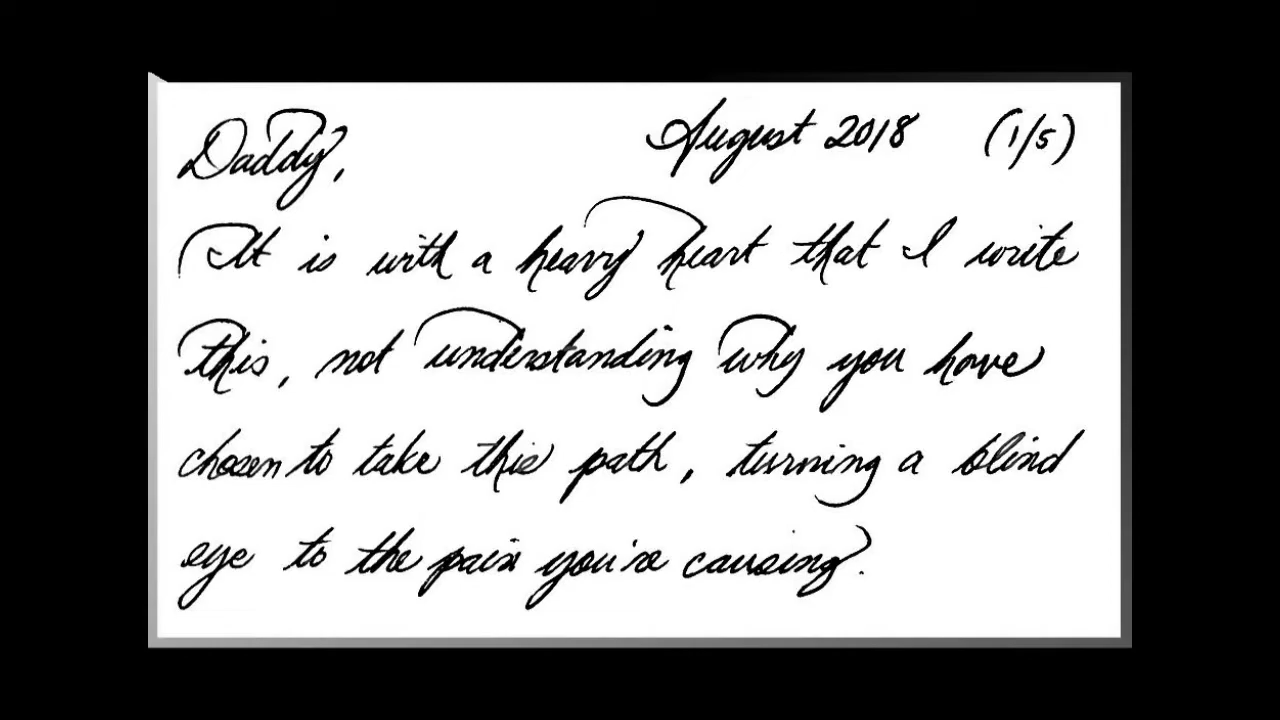 Daddy, August 2018 (1/5)
It is with a heavy heart that I write
this, not understanding why you have
chosen to take this path, turning a blind
eye to the pain you're causing.